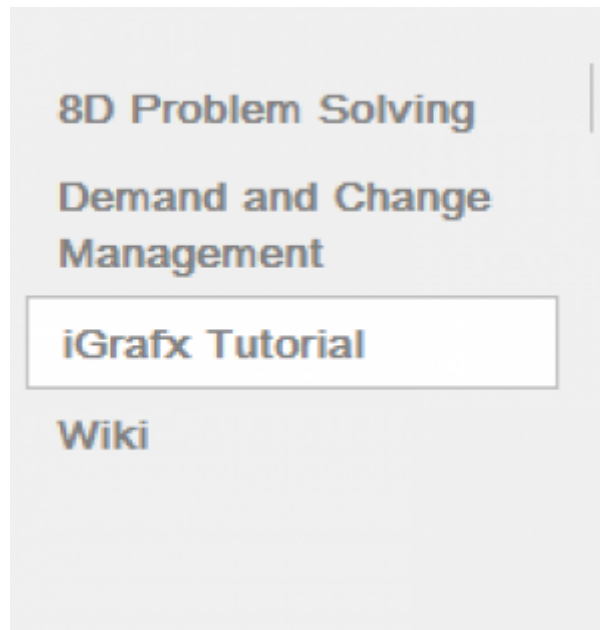 8D Problem Solving
Demand and Change
Management
iGrafx Tutorial
Wiki